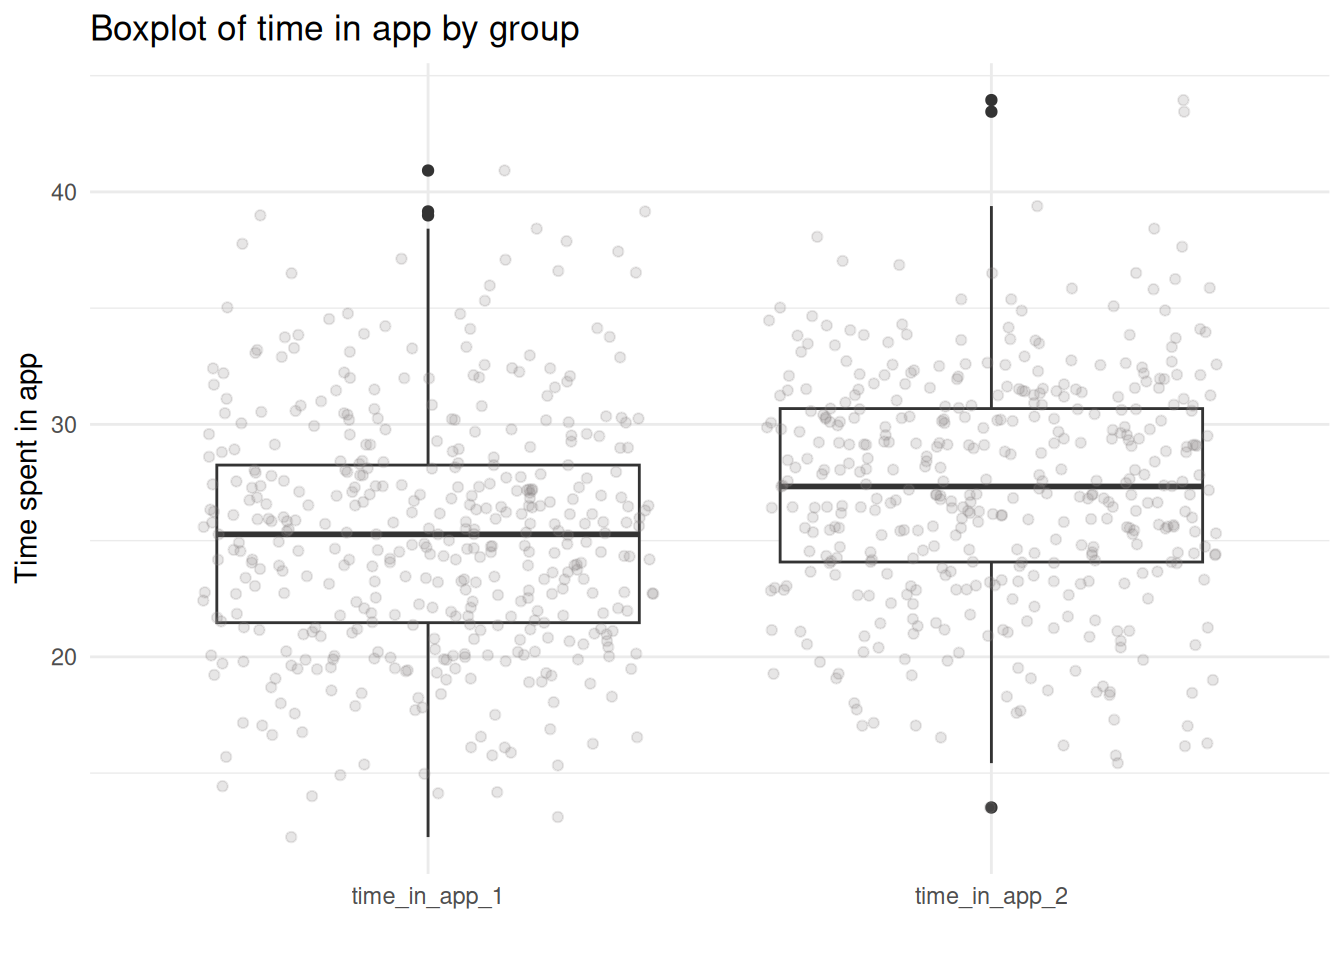 Boxplot of time in app by group
Time spent in app
40
30
20
time_in_app_1
time_in_app_2